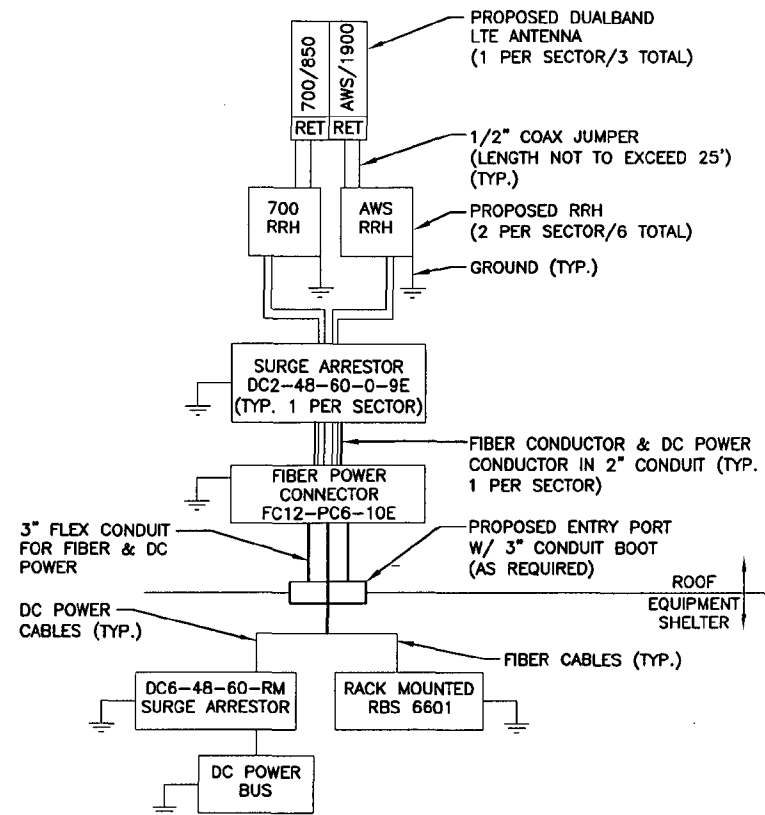 PROPOSED DUALBAND
LTE ANTENNA
(1 PER SECTOR/3 TOTAL)
700/850
AWS/1900
RET RET
1/2" COAX JUMPER
(LENGTH NOT TO EXCEED 25')
(TYP.)
700
RRH
AWS
RRH
PROPOSED RRH
(2 PER SECTOR/6 TOTAL)
GROUND (TYP.)
SURGE ARRESTOR
DC2-48-60-0-9E
(TYP. 1 PER SECTOR)
FIBER CONDUCTOR & DC POWER
CONDUCTOR IN 2" CONDUIT (TYP.
1 PER SECTOR)
FIBER POWER
CONNECTOR
FC12-PC6-10E
3" FLEX CONDUIT
FOR FIBER & DC
POWER
PROPOSED ENTRY PORT
W/ 3" CONDUIT BOOT
(AS REQUIRED)
ROOF
EQUIPMENT
SHELTER
DC POWER
CABLES (TYP.)
FIBER CABLES (TYP.)
DC6-48-60-RM
SURGE ARRESTOR
RACK MOUNTED
RBS 6601
DC POWER
BUS